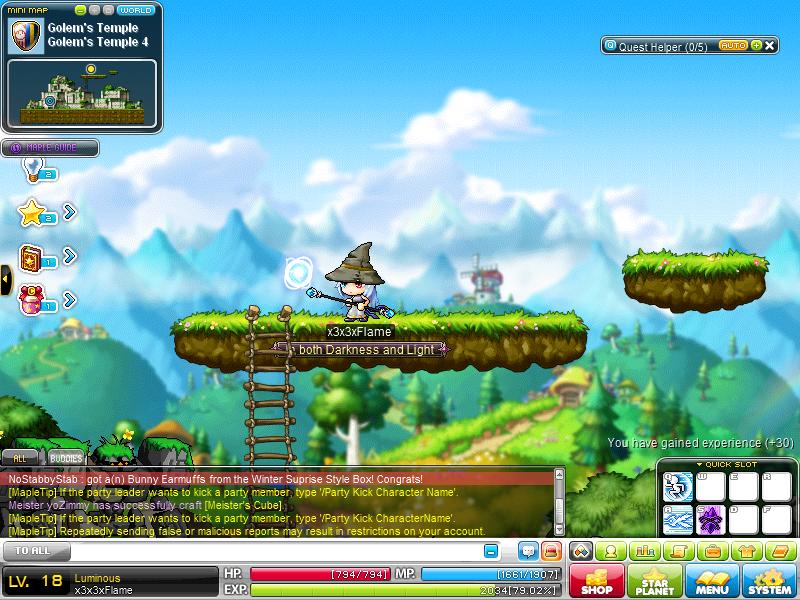 MINI MAP WORLD
Golem's Temple
Golem's Temple 4
Quest Helper (0/5) AUTO
MAPLE GUIDE
2
2
1
1
x3x3xFlame
both Darkness and Light
You have gained experience (+30)
ALL BUDDIES
QUICK SLOT
NoStabbyStab : got a(n) Bunny Earmuffs from the Winter Suprise Style Box! Congrats!
[MapleTip] If the party leader wants to kick a party member, type '/Party Kick Character Name'.
Meister yoZimmy has successfully craft [Meister's Cube].
[MapleTip] If the party leader wants to kick a party member, type '/Party Kick CharacterName'.
[MapleTip] Repeatedly sending false or malicious reports may result in restrictions on your account.
TO ALL
LV. 18 Luminous
x3x3xFlame
HP. [794/794] MP. [1661/1907]
EXP. 2034[79.02%]
SHOP STAR PLANET MENU SYSTEM